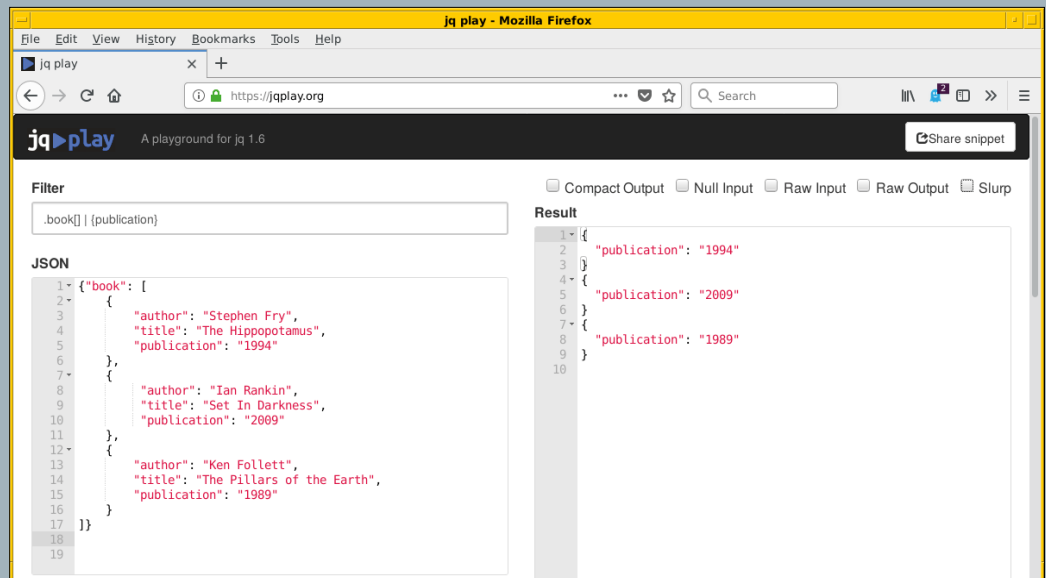 jq play - Mozilla Firefox
File Edit View History Bookmarks Tools Help
jq play
https://jqplay.org
Search
2
jq play A playground for jq 1.6 Share snippet
Filter
.book[] | {publication}
JSON
1 {"book": [
2 {
3 "author": "Stephen Fry",
4 "title": "The Hippopotamus",
5 "publication": "1994"
6 },
7 {
8 "author": "Ian Rankin",
9 "title": "Set In Darkness",
10 "publication": "2009"
11 },
12 {
13 "author": "Ken Follett",
14 "title": "The Pillars of the Earth",
15 "publication": "1989"
16 }
17 ]}
18
19
Compact Output Null Input Raw Input Raw Output Slurp
Result
1 {
2 "publication": "1994"
3 }
4 {
5 "publication": "2009"
6 }
7 {
8 "publication": "1989"
9 }
10